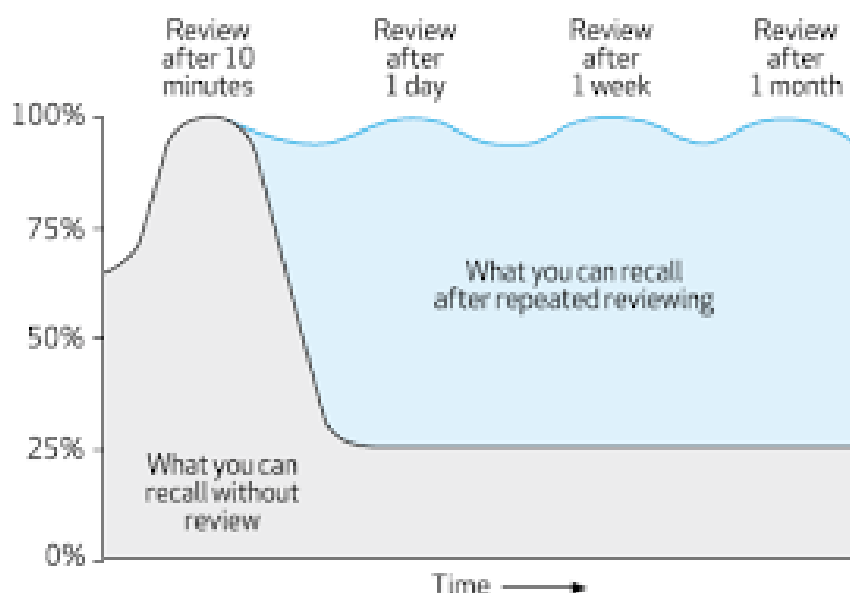 Review
after 10
minutes
Review
after
1 day
Review
after
1 week
Review
after
1 month
100%
75%
50%
25%
0%
What you can recall
after repeated reviewing
What you can
recall without
review
Time